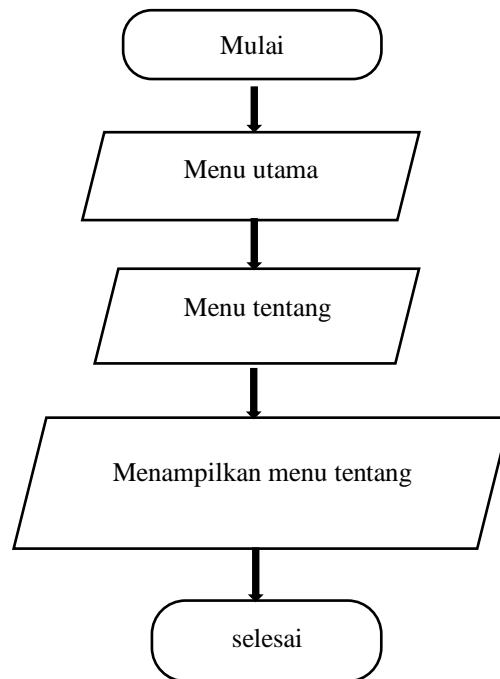 Mulai
Menu utama
Menu tentang
Menampilkan menu tentang
selesai